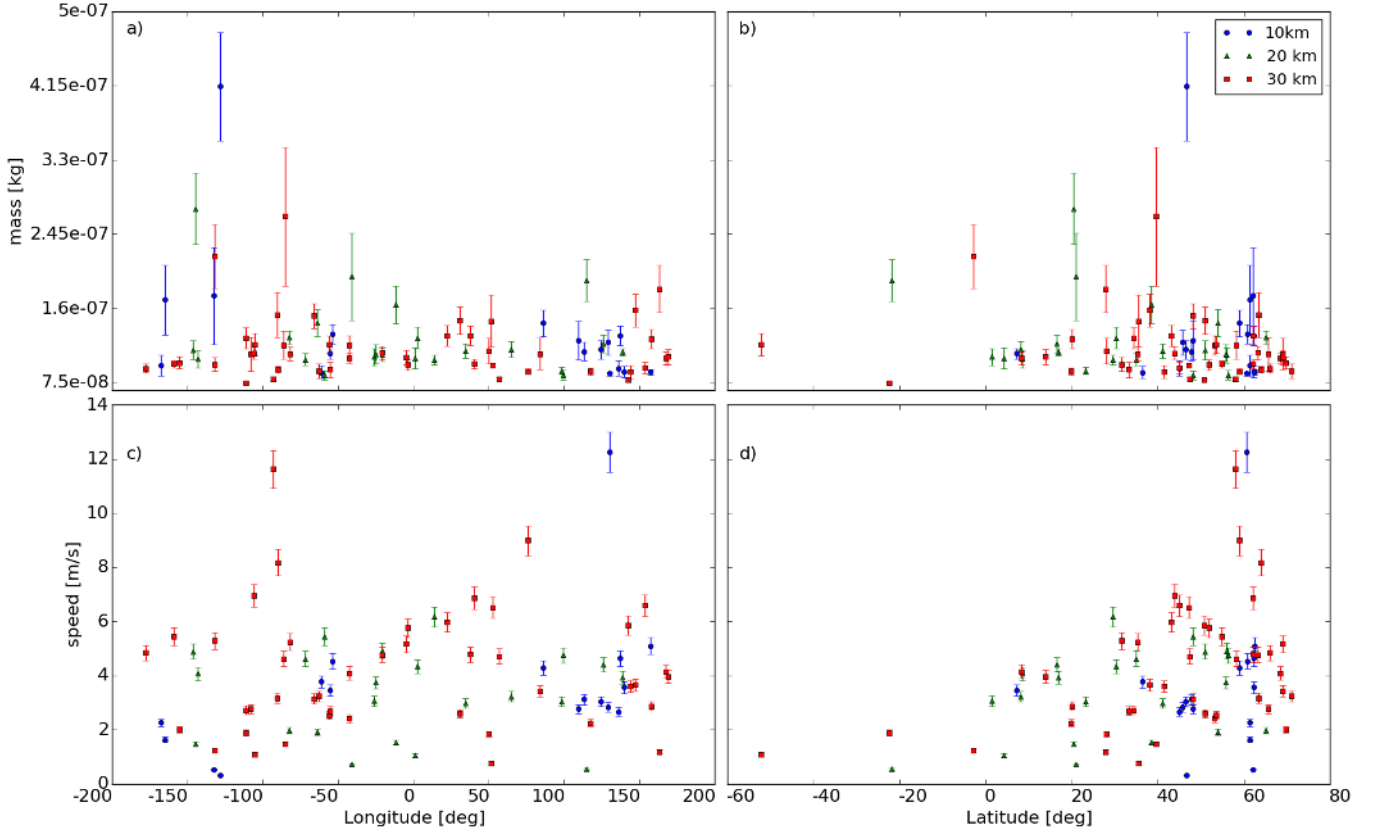 5e-07
4.15e-07
3.3e-07
2.45e-07
1.6e-07
7.5e-08
mass [kg]
a)
b)
10km
20 km
30 km
14
12
10
8
6
4
2
0
speed [m/s]
c)
d)
-200 -150 -100 -50 0 50 100 150 200
Longitude [deg]
-60 -40 -20 0 20 40 60 80
Latitude [deg]